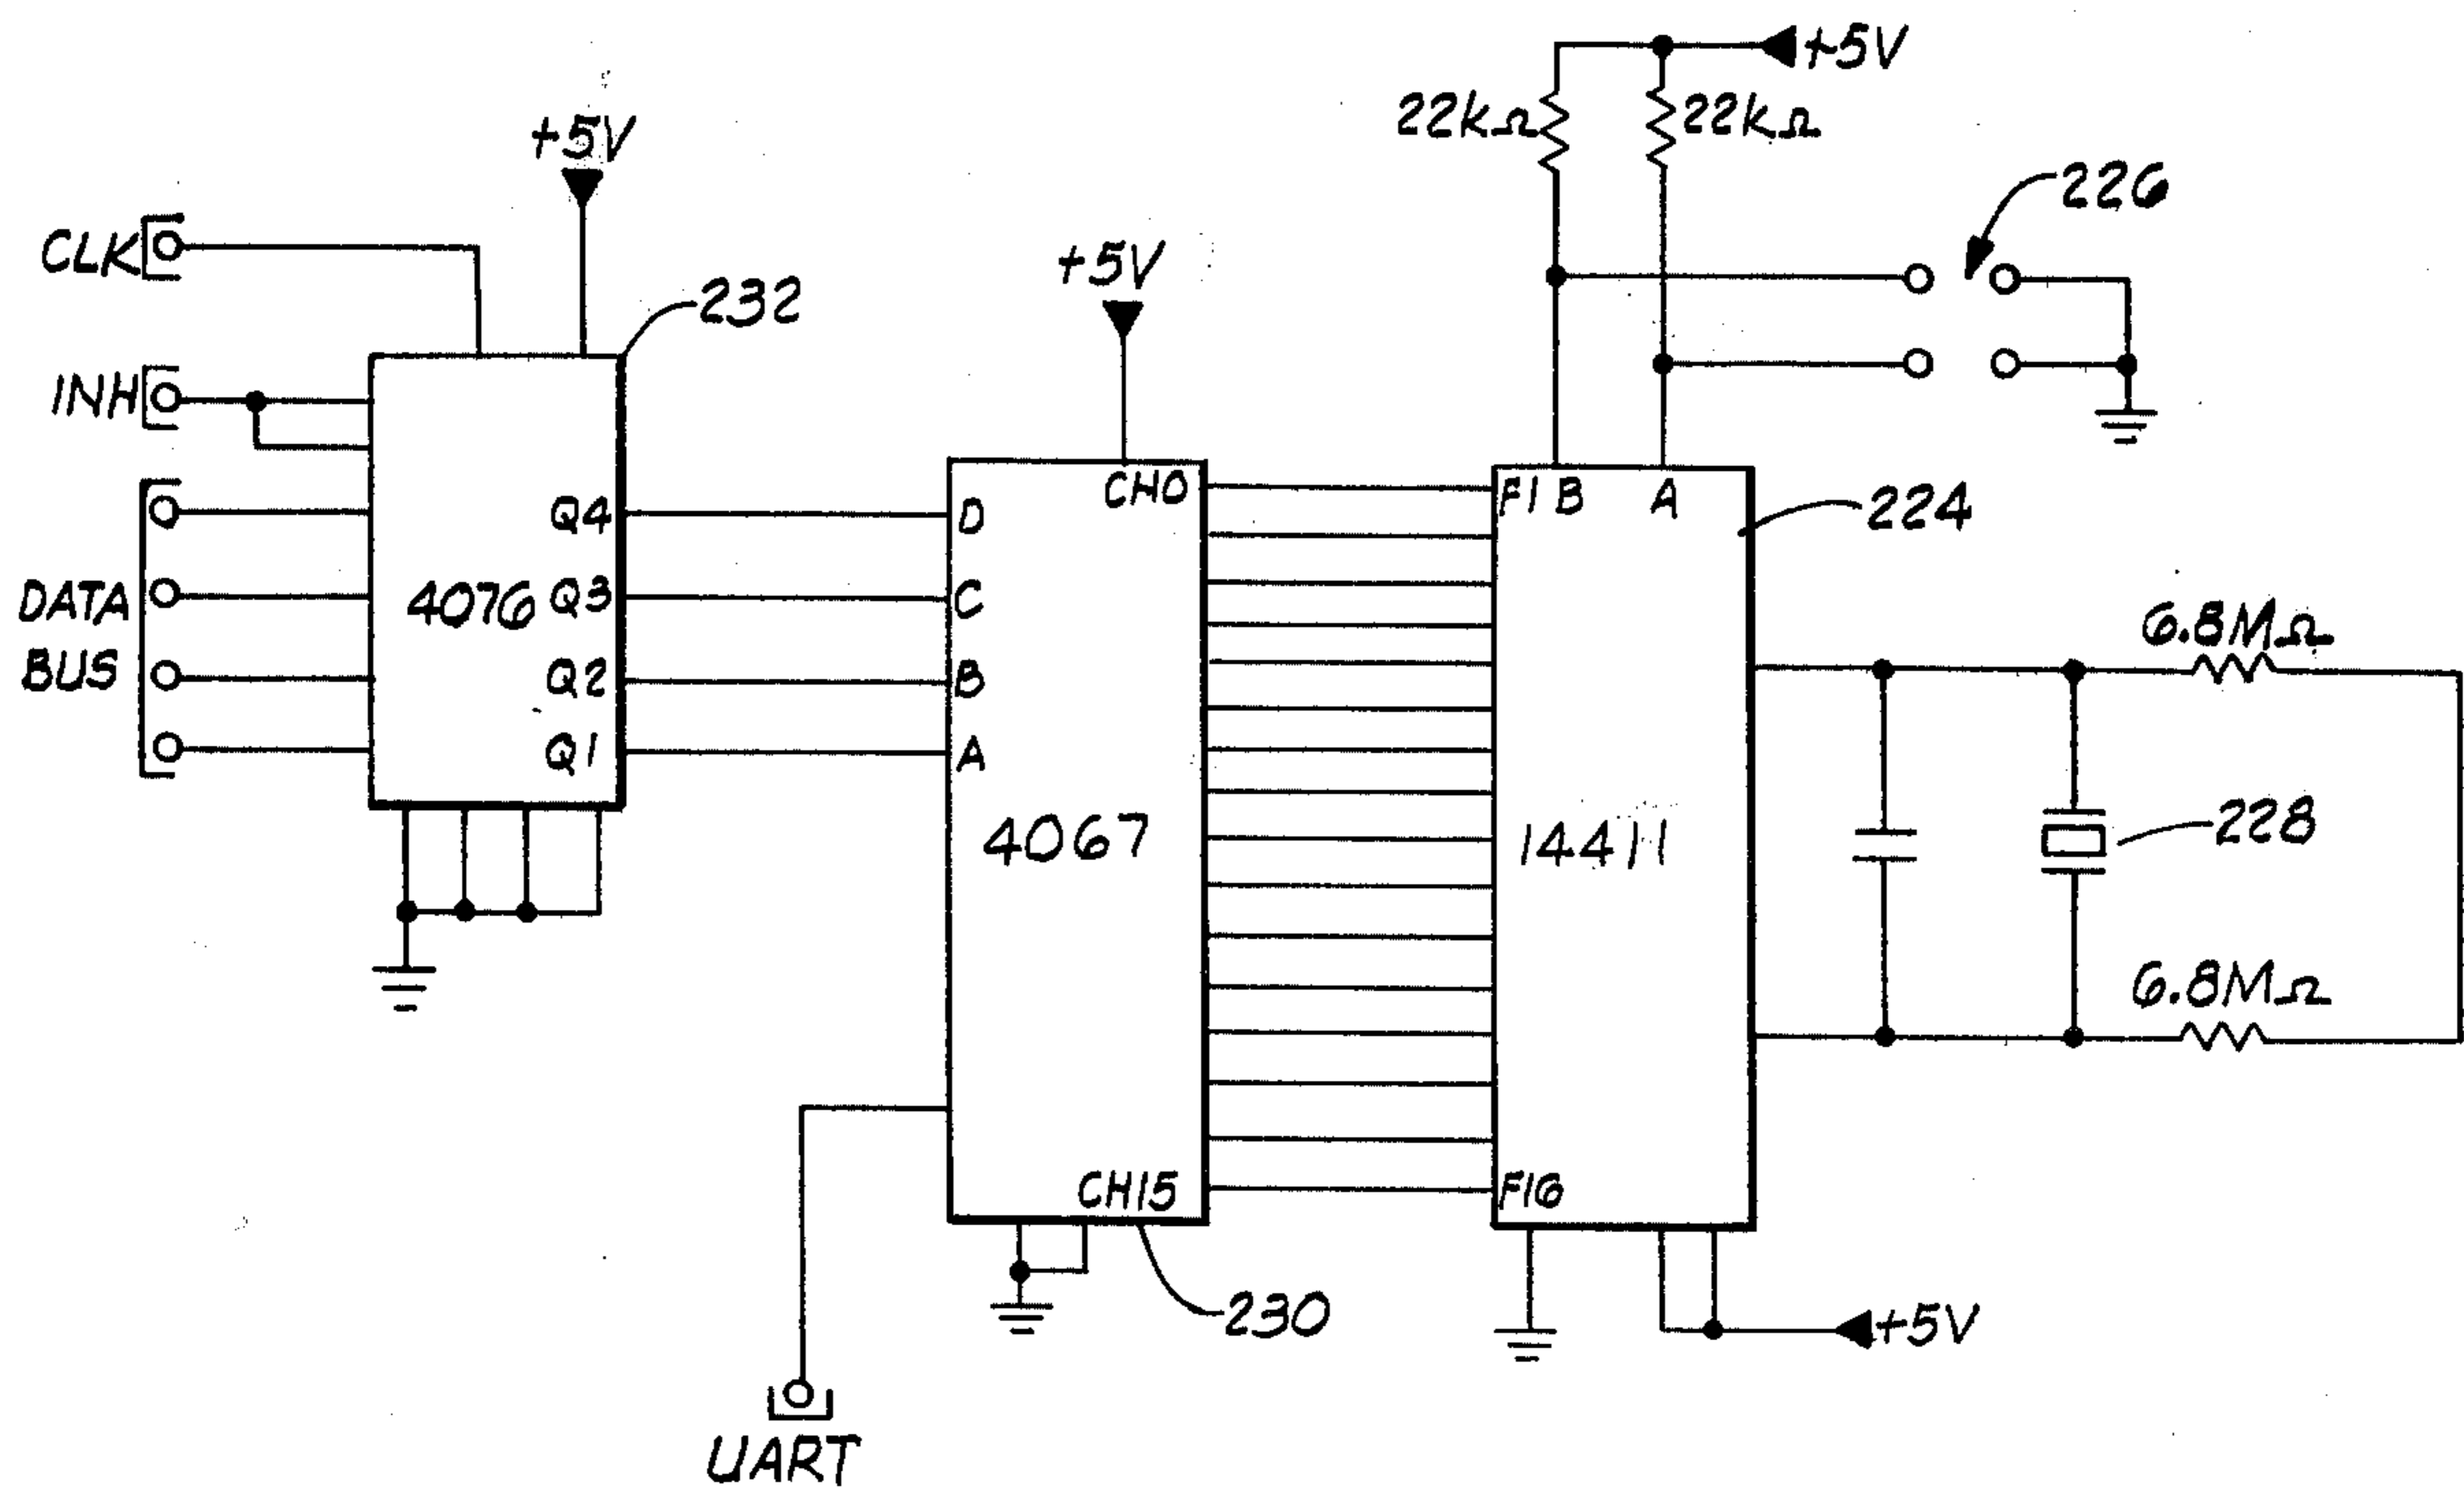 +5V
22kΩ
22kΩ
+5V
226
CLK
+5V
232
INH
CH0
F1 B
A
224
Q4
D
DATA
4076
Q3
C
6.8MΩ
BUS
Q2
B
Q1
A
4067
14411
228
6.8MΩ
CH15
F16
230
+5V
UART